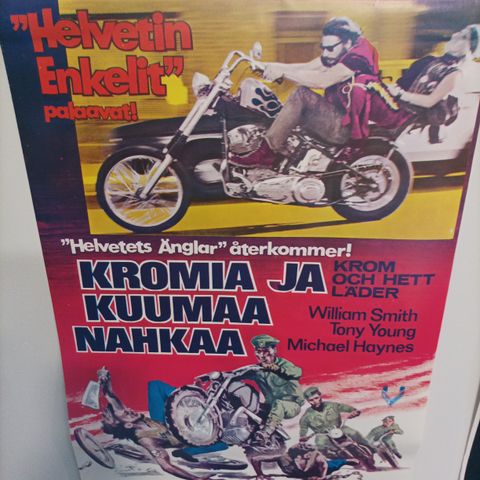 "Helvetin
Enkelit"
palaavat!
"Helvetets Änglar" återkommer!
KROMIA JA
KUUMAA
NAHKAA
KROM
OCH HETT
LÄDER
William Smith
Tony Young
Michael Haynes